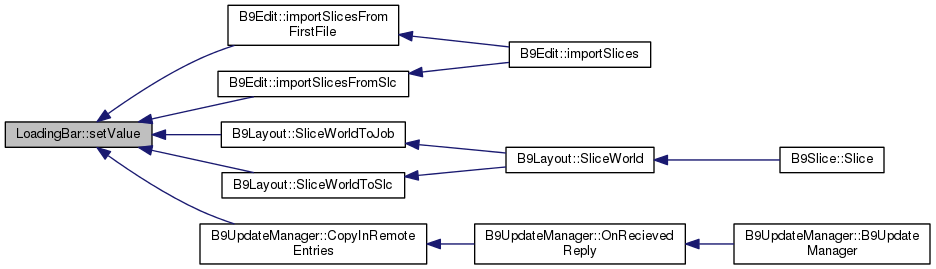 B9Edit::importSlicesFrom
FirstFile
B9Edit::importSlices
B9Edit::importSlicesFromSlc
LoadingBar::setValue
B9Layout::SliceWorldToJob
B9Layout::SliceWorld
B9Slice::Slice
B9Layout::SliceWorldToSlc
B9UpdateManager::CopyInRemote
Entries
B9UpdateManager::OnRecieved
Reply
B9UpdateManager::B9Update
Manager